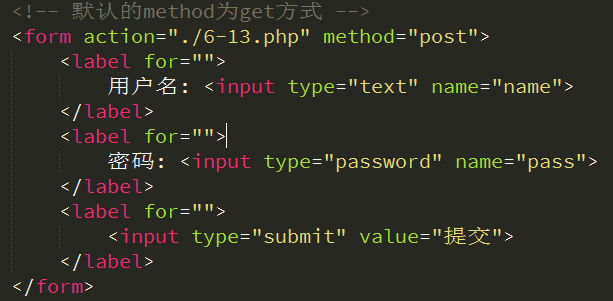 <!-- 默认的method为get方式 -->
<form action="./6-13.php" method="post">
    <label for="">
        用户名: <input type="text" name="name">
    </label>
    <label for="">
        密码: <input type="password" name="pass">
    </label>
    <label for="">
        <input type="submit" value="提交">
    </label>
</form>